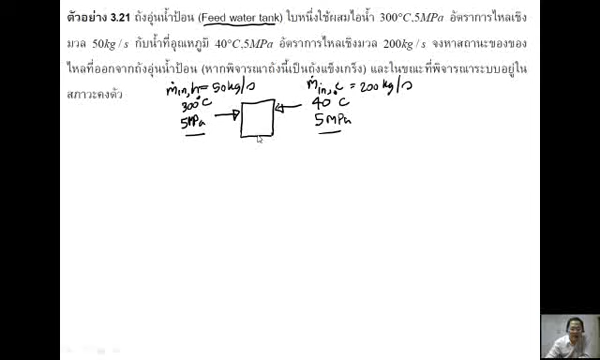 ตัวอย่าง 3.21 ถังอุ่นน้ำป้อน (Feed water tank) ใบหนึ่งใช้ผสมไอน้ำ 300°C,5MPa อัตราการไหลเชิง
มวล 50kg / s กับน้ำที่อุณหภูมิ 40°C,5MPa อัตราการไหลเชิงมวล 200kg / s จงหาสถานะของของ
ไหลที่ออกจากถังอุ่นน้ำป้อน (หากพิจารณาถังนี้เป็นถังแข็งเกร็ง) และในขณะที่พิจารณาระบบอยู่ใน
สภาวะคงตัว
ṁin,h = 50kg/s ṁin,c = 200 kg/s
300°C 40 °C
5MPa 5MPa